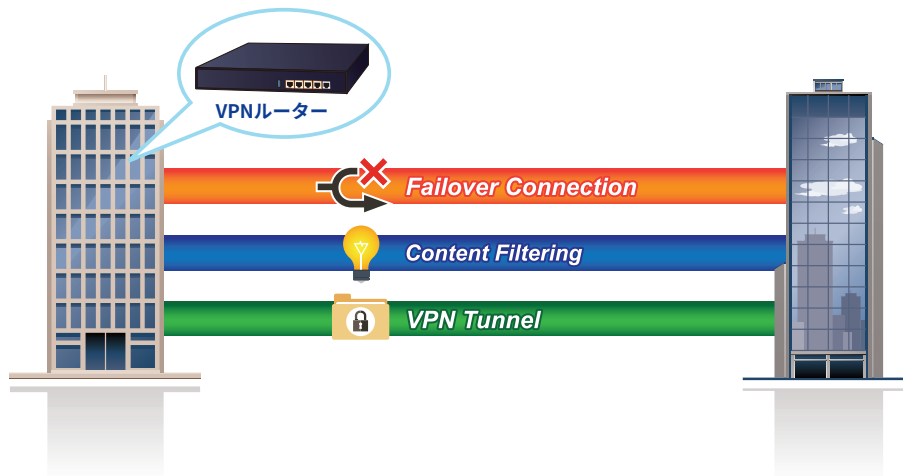 VPNルーター
Failover Connection
Content Filtering
VPN Tunnel